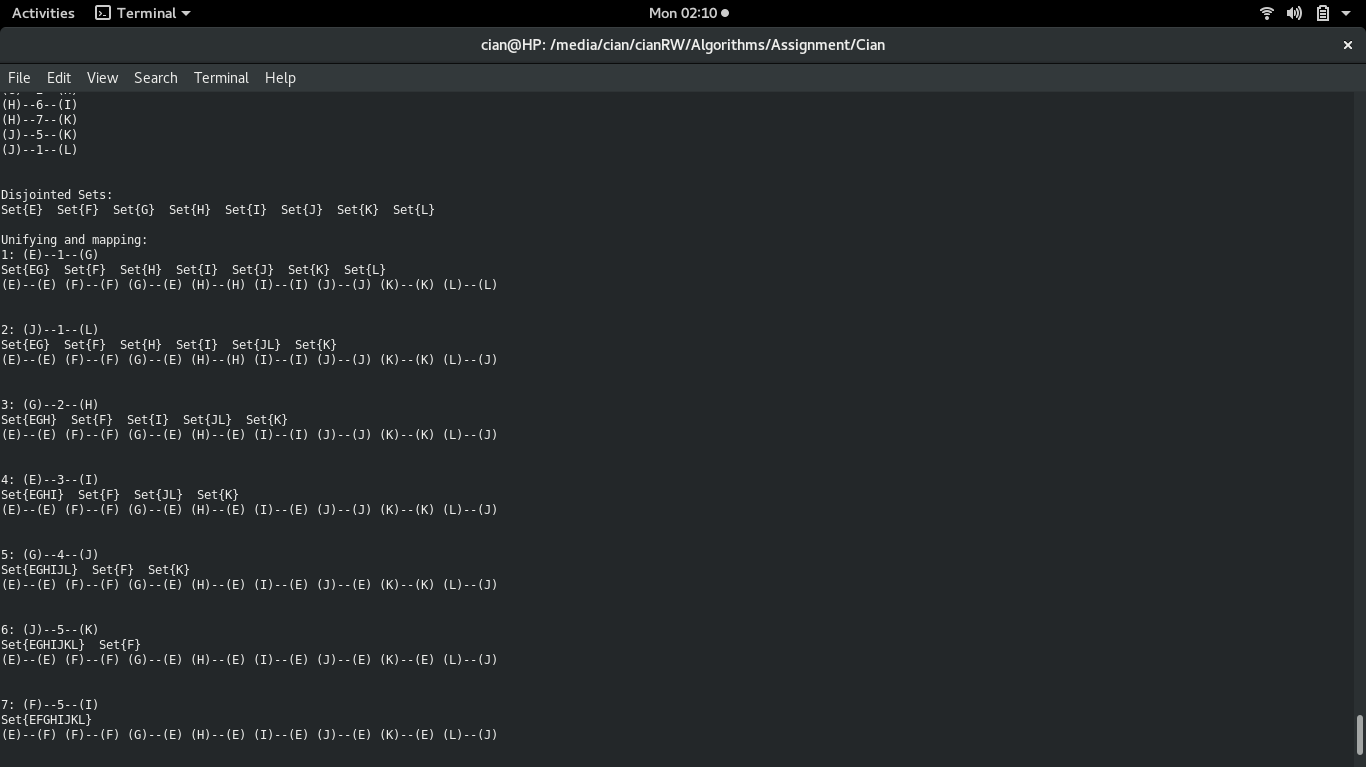 Activities Terminal Mon 02:10
cian@HP: /media/cian/cianRW/Algorithms/Assignment/Cian
File Edit View Search Terminal Help
(H)--6--(I)
(H)--7--(K)
(J)--5--(K)
(J)--1--(L)
Disjointed Sets:
Set{E} Set{F} Set{G} Set{H} Set{I} Set{J} Set{K} Set{L}
Unifying and mapping:
1: (E)--1--(G)
Set{EG} Set{F} Set{H} Set{I} Set{J} Set{K} Set{L}
(E)--(E) (F)--(F) (G)--(E) (H)--(H) (I)--(I) (J)--(J) (K)--(K) (L)--(L)
2: (J)--1--(L)
Set{EG} Set{F} Set{H} Set{I} Set{JL} Set{K}
(E)--(E) (F)--(F) (G)--(E) (H)--(H) (I)--(I) (J)--(J) (K)--(K) (L)--(J)
3: (G)--2--(H)
Set{EGH} Set{F} Set{I} Set{JL} Set{K}
(E)--(E) (F)--(F) (G)--(E) (H)--(E) (I)--(I) (J)--(J) (K)--(K) (L)--(J)
4: (E)--3--(I)
Set{EGHI} Set{F} Set{JL} Set{K}
(E)--(E) (F)--(F) (G)--(E) (H)--(E) (I)--(E) (J)--(J) (K)--(K) (L)--(J)
5: (G)--4--(J)
Set{EGHIJL} Set{F} Set{K}
(E)--(E) (F)--(F) (G)--(E) (H)--(E) (I)--(E) (J)--(E) (K)--(K) (L)--(J)
6: (J)--5--(K)
Set{EGHIJKL} Set{F}
(E)--(E) (F)--(F) (G)--(E) (H)--(E) (I)--(E) (J)--(E) (K)--(E) (L)--(J)
7: (F)--5--(I)
Set{EFGHIJKL}
(E)--(F) (F)--(F) (G)--(E) (H)--(E) (I)--(E) (J)--(E) (K)--(E) (L)--(J)